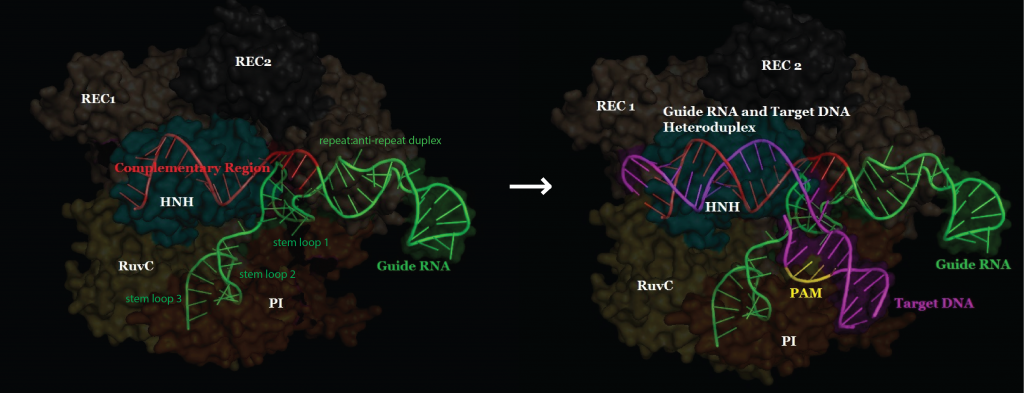 REC2
REC1
repeat:anti-repeat duplex
Complementary Region
HNH
stem loop 1
RuvC
Guide RNA
stem loop 2
stem loop 3
PI
REC 2
REC 1
Guide RNA and Target DNA
Heteroduplex
HNH
Guide RNA
RuvC
PAM
Target DNA
PI